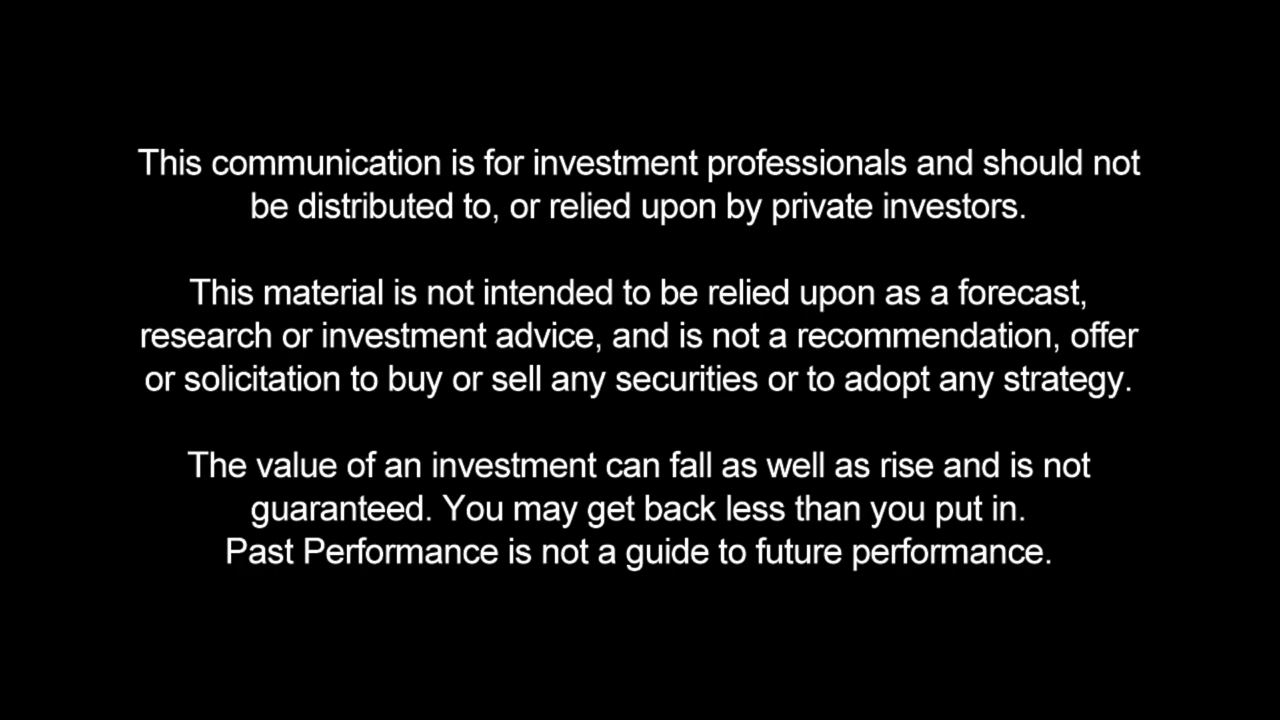 This communication is for investment professionals and should not
be distributed to, or relied upon by private investors.
This material is not intended to be relied upon as a forecast,
research or investment advice, and is not a recommendation, offer
or solicitation to buy or sell any securities or to adopt any strategy.
The value of an investment can fall as well as rise and is not
guaranteed. You may get back less than you put in.
Past Performance is not a guide to future performance.